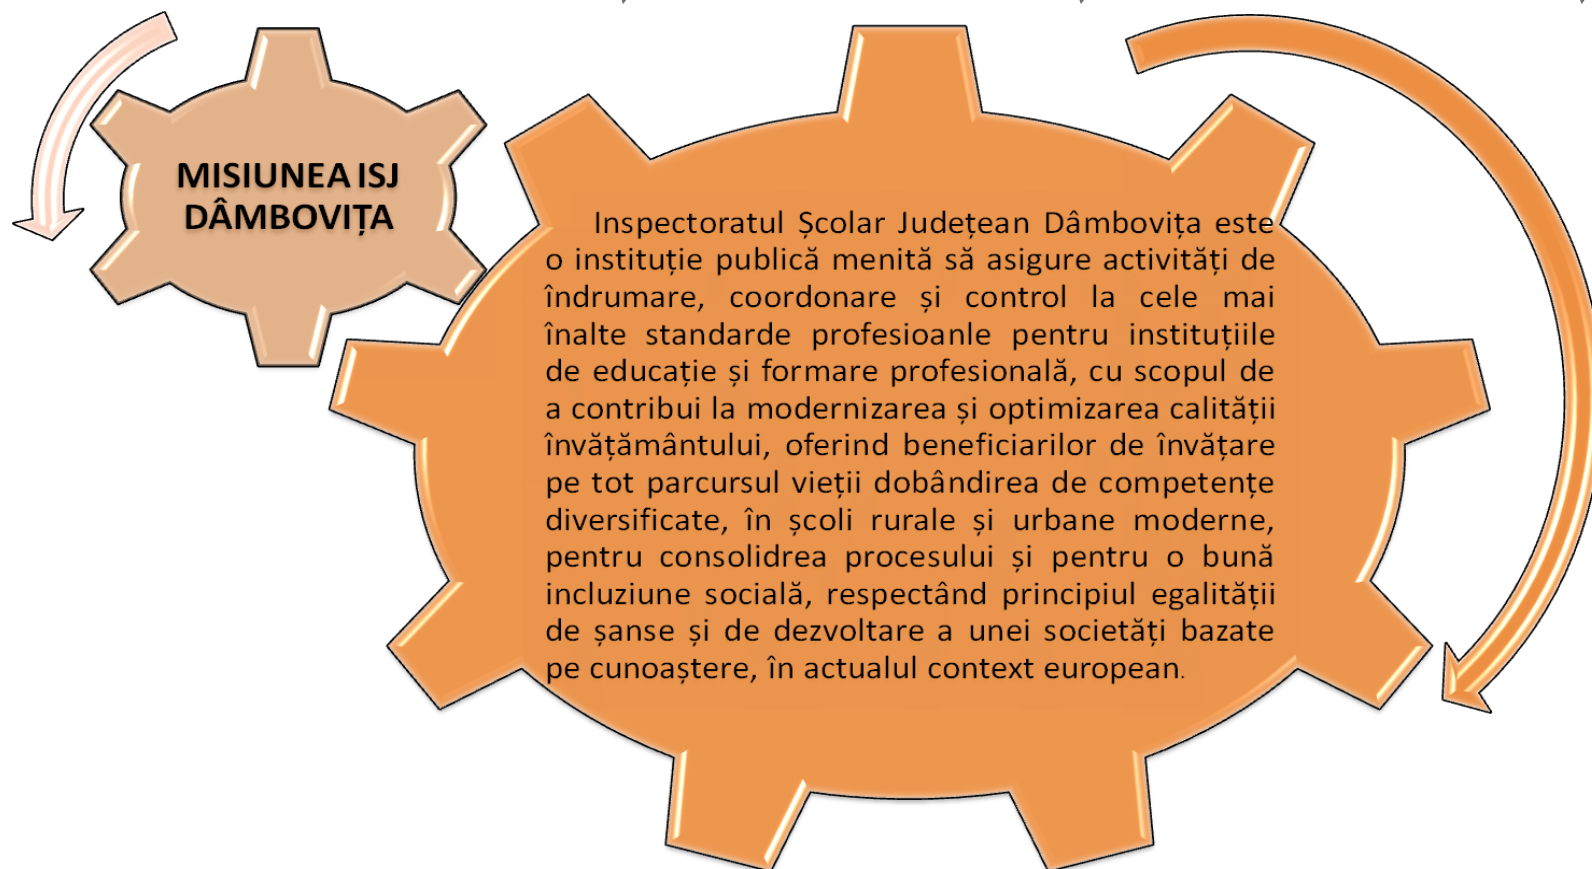 MISIUNEA ISJ
DÂMBOVIȚA
Inspectoratul Școlar Județean Dâmbovița este
o instituție publică menită să asigure activități de
îndrumare, coordonare și control la cele mai
înalte standarde profesioanle pentru instituțiile
de educație și formare profesională, cu scopul de
a contribui la modernizarea și optimizarea calității
învățământului, oferind beneficiarilor de învățare
pe tot parcursul vieții dobândirea de competențe
diversificate, în școli rurale și urbane moderne,
pentru consolidrea procesului și pentru o bună
incluziune socială, respectând principiul egalității
de șanse și de dezvoltare a unei societăți bazate
pe cunoaștere, în actualul context european.